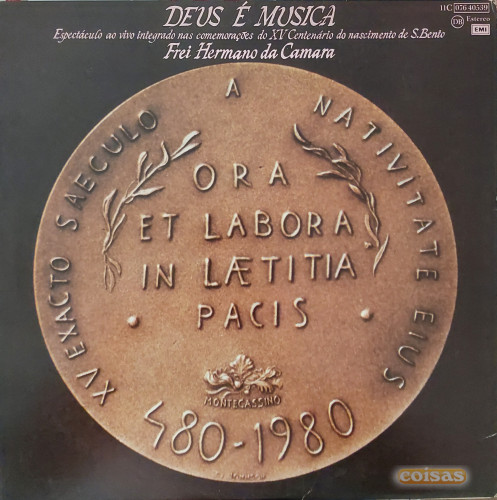 DEUS É MUSICA
11C 076 40539
Espectáculo ao vivo integrado nas comemorações do XV Centenário do nascimento de S. Bento
DR Estereo EMI
Frei Hermano da Camara
XV EXACTO SAECULO A NATIVITATE EIUS
ORA
ET LABORA
IN LÆTITIA
· PACIS ·
MONTECASSINO
480-1980
coisas